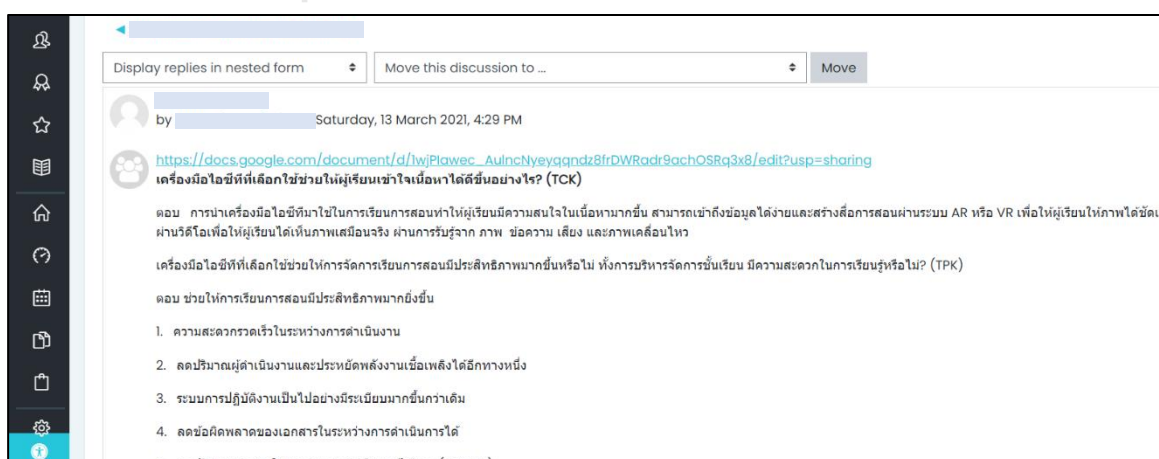 Display replies in nested form
Move this discussion to ...
Move
by Saturday, 13 March 2021, 4:29 PM
https://docs.google.com/document/d/1wjPlawec_AulncNyeyqqndz8frDWRadr9achOSRq3x8/edit?usp=sharing
เครื่องมือไอซีทีที่เลือกใช้ช่วยให้ผู้เรียนเข้าใจเนื้อหาได้ดีขึ้นอย่างไร? (TCK)
ตอบ การนำเครื่องมือไอซีทีมาใช้ในการเรียนการสอนทำให้ผู้เรียนมีความสนใจในเนื้อหามากขึ้น สามารถเข้าถึงข้อมูลได้ง่ายและสร้างสื่อการสอนผ่านระบบ AR หรือ VR เพื่อให้ผู้เรียนให้ภาพได้ชัดเ
ผ่านวิดีโอเพื่อให้ผู้เรียนได้เห็นภาพเสมือนจริง ผ่านการรับรู้จาก ภาพ ข้อความ เสียง และภาพเคลื่อนไหว
เครื่องมือไอซีทีที่เลือกใช้ช่วยให้การจัดการเรียนการสอนมีประสิทธิภาพมากขึ้นหรือไม่ ทั้งการบริหารจัดการชั้นเรียน มีความสะดวกในการเรียนรู้หรือไม่? (TPK)
ตอบ ช่วยให้การเรียนการสอนมีประสิทธิภาพมากยิ่งขึ้น
1. ความสะดวกรวดเร็วในระหว่างการดำเนินงาน
2. ลดปริมาณผู้ดำเนินงานและประหยัดพลังงานเชื้อเพลิงได้อีกทางหนึ่ง
3. ระบบการปฏิบัติงานเป็นไปอย่างมีระเบียบมากขึ้นกว่าเดิม
4. ลดข้อผิดพลาดของเอกสารในระหว่างการดำเนินการได้